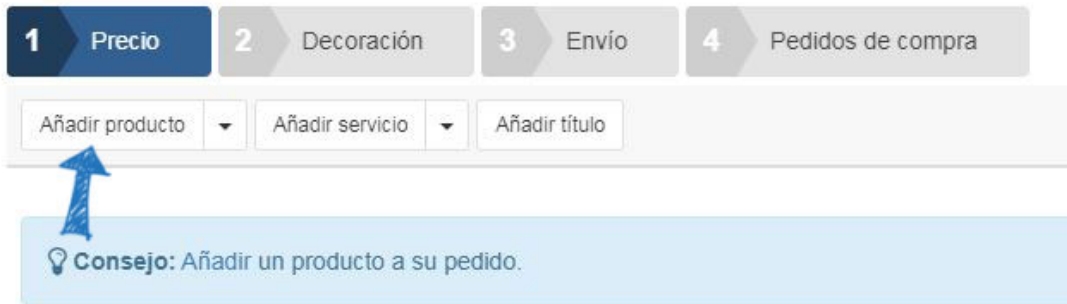 1 Precio 2 Decoración 3 Envío 4 Pedidos de compra
Añadir producto Añadir servicio Añadir título
Consejo: Añadir un producto a su pedido.